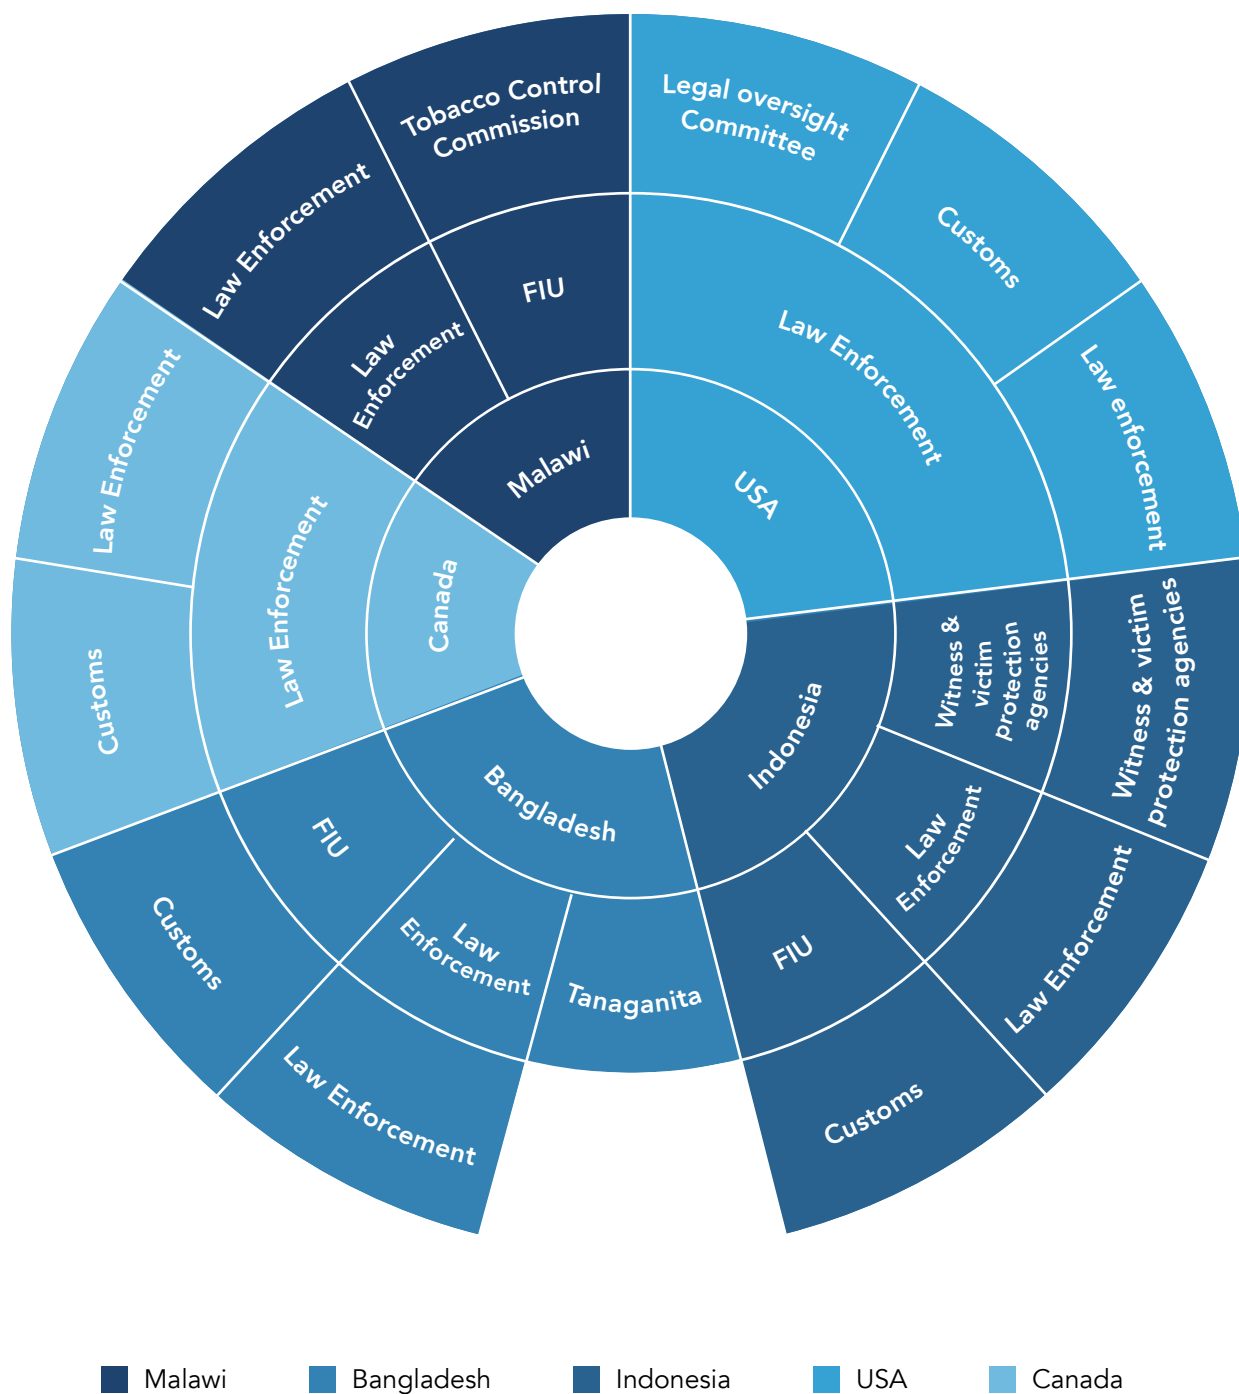 Tobacco Control
Commission
Legal oversight
Committee
Law Enforcement
Customs
FIU
Law
Enforcement
Law Enforcement
Law enforcement
Law Enforcement
Malawi
USA
Law Enforcement
Canada
Customs
Indonesia
Witness &
victim
protection
agencies
Witness & victim
protection agencies
Bangladesh
FIU
Law
Enforcement
Law Enforcement
Customs
Law
Enforcement
Tanaganita
FIU
Law Enforcement
Customs
Malawi
Bangladesh
Indonesia
USA
Canada